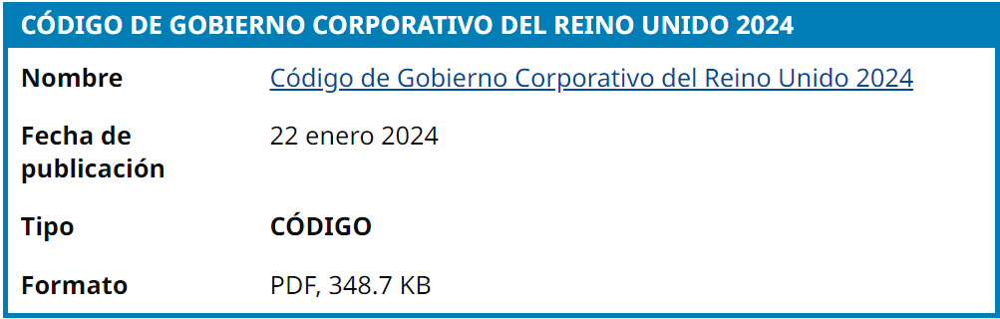 CÓDIGO DE GOBIERNO CORPORATIVO DEL REINO UNIDO 2024
Nombre Código de Gobierno Corporativo del Reino Unido 2024
Fecha de 22 enero 2024
publicación
Tipo CÓDIGO
Formato PDF, 348.7 KB